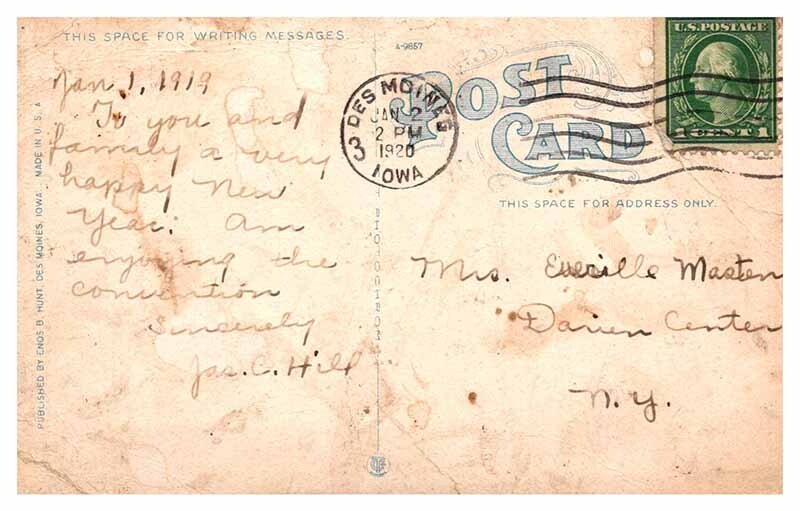 THIS SPACE FOR WRITING MESSAGES.
Jan 1, 1919
To you and
family a very
happy New
Year. Am
enjoying the
convention
Sincerely
Jas. C. Hill
PUBLISHED BY ENOS B. HUNT, DES MOINES, IOWA. MADE IN U.S.A
A-9857
POST
CARD
DES MOINES
JAN 2
2 PM
1920
IOWA
3
U.S. POSTAGE
1 CENT 1
THIS SPACE FOR ADDRESS ONLY.
Mrs. Masten
Darien Center
N.Y.